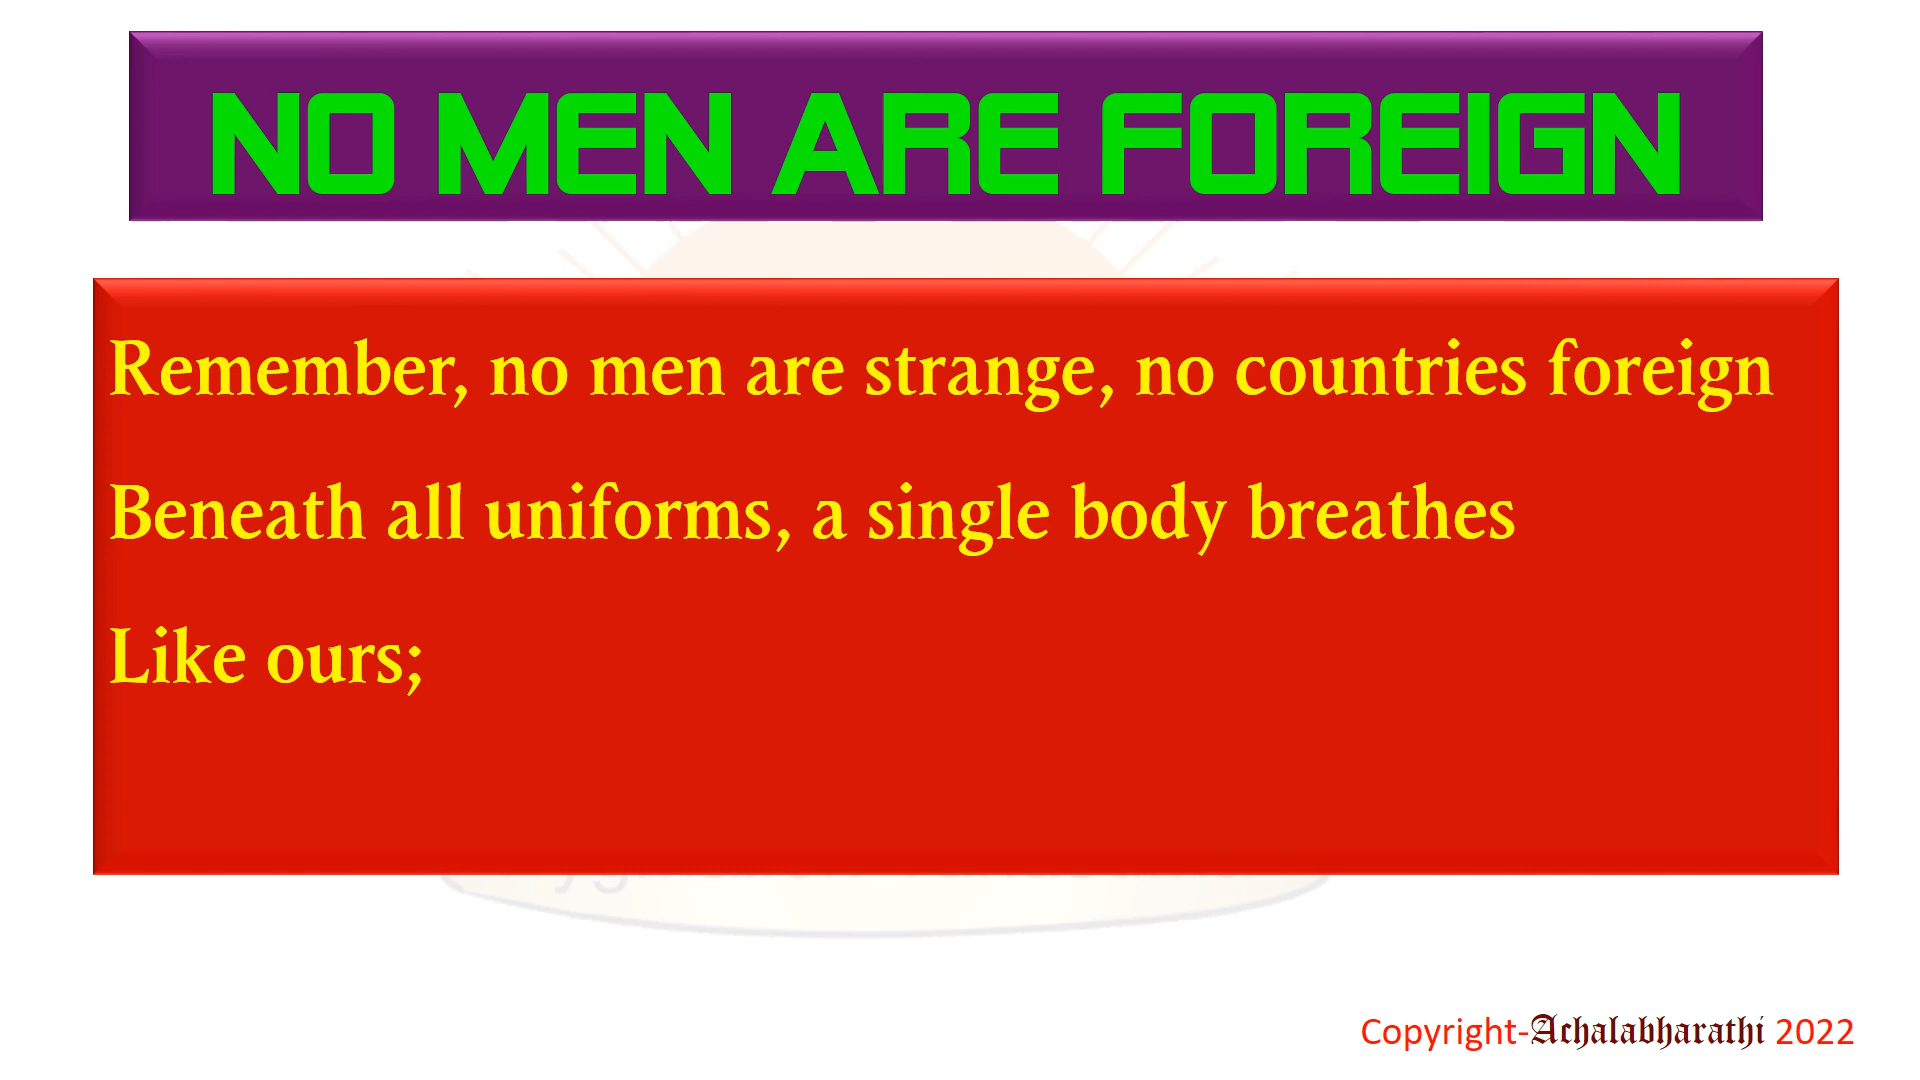 NO MEN ARE FOREIGN
Remember, no men are strange, no countries foreign
Beneath all uniforms, a single body breathes
Like ours;
Copyright-Achalabharathi 2022